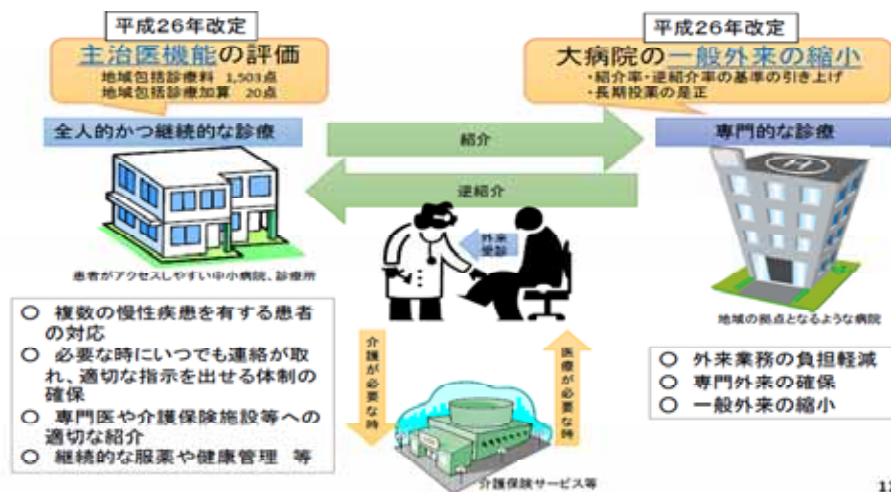 平成26年改定
主治医機能の評価
地域包括診療料 1,503点
地域包括診療加算 20点
平成26年改定
大病院の一般外来の縮小
・紹介率・逆紹介率の基準の引き上げ
・長期投薬の是正
全人的かつ継続的な診療
紹介
専門的な診療
逆紹介
外来
受診
患者がアクセスしやすい中小病院、診療所
地域の拠点となるような病院
○ 複数の慢性疾患を有する患者
の対応
○ 必要な時にいつでも連絡が取
れ、適切な指示を出せる体制の
確保
○ 専門医や介護保険施設等への
適切な紹介
○ 継続的な服薬や健康管理 等
介護が必要な時
医療が必要な時
介護保険サービス等
○ 外来業務の負担軽減
○ 専門外来の確保
○ 一般外来の縮小